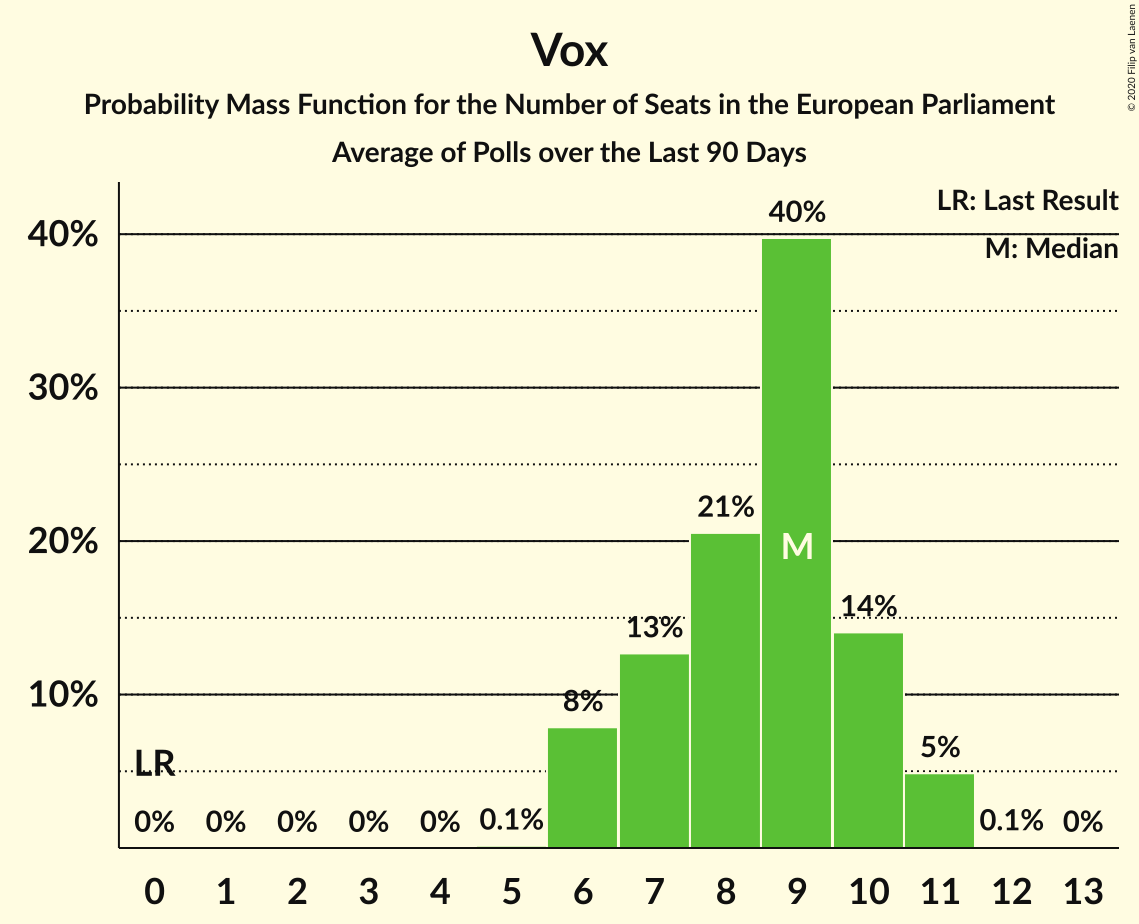 Vox
Probability Mass Function for the Number of Seats in the European Parliament
Average of Polls over the Last 90 Days
© 2020 Filip van Laenen
LR: Last Result
M: Median
40%
30%
20%
10%
LR
0%
0%
0%
0%
0%
0.1%
8%
13%
21%
40%
M
14%
5%
0.1%
0%
0 1 2 3 4 5 6 7 8 9 10 11 12 13